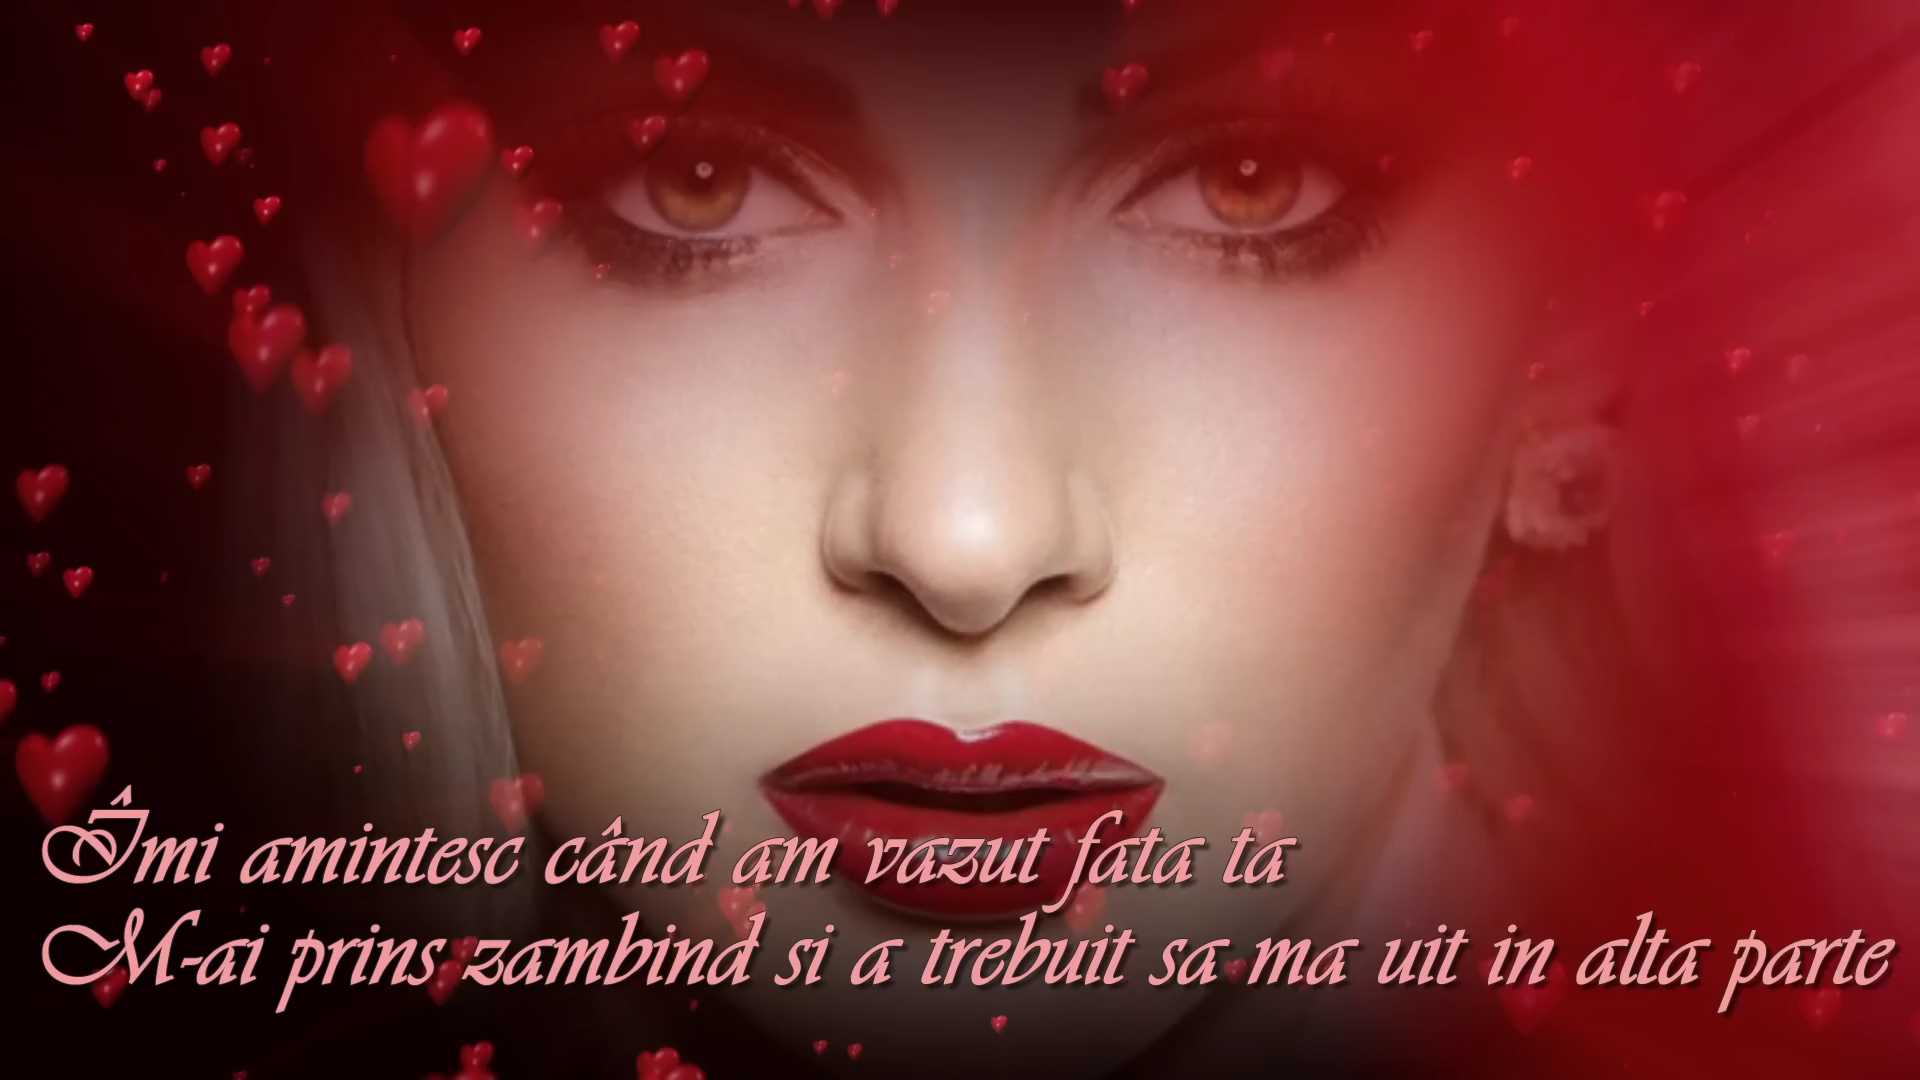 Îmi amintesc când am vazut fata ta
M-ai prins zambind si a trebuit sa ma uit in alta parte